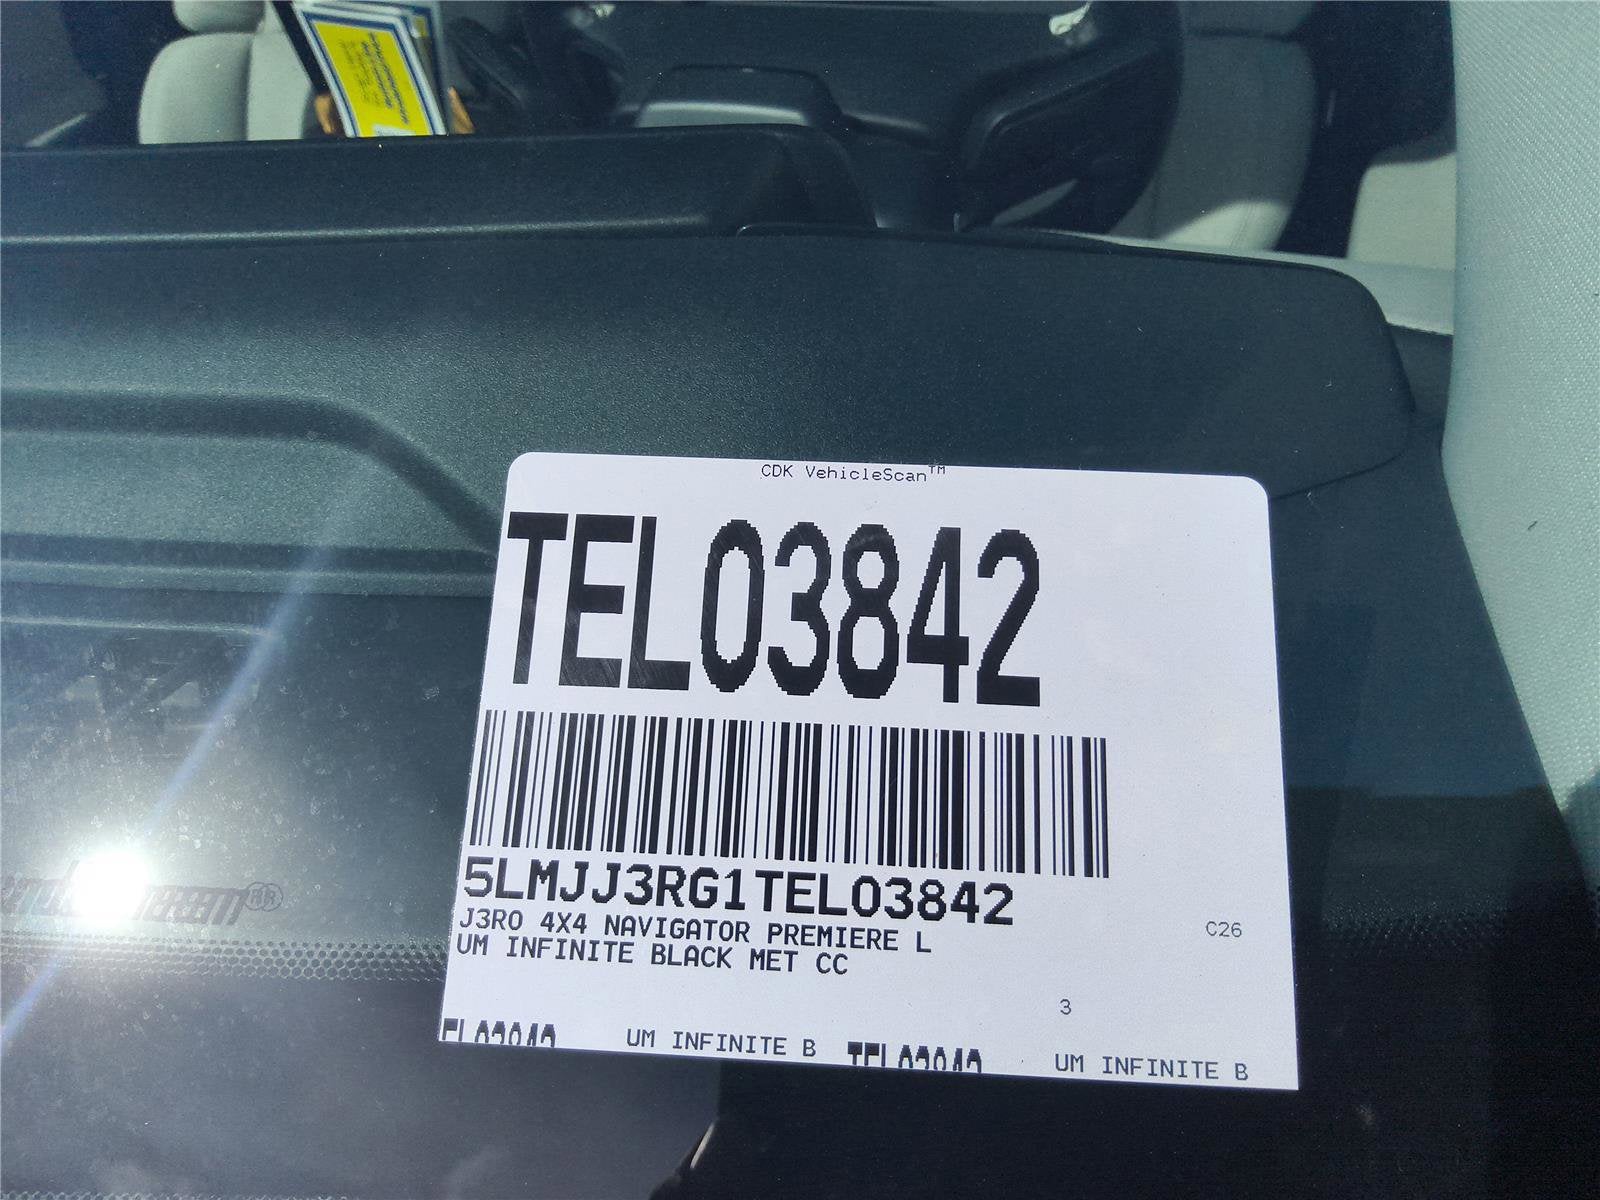 CDK VehicleScan™
TEL03842
5LMJJ3RG1TEL03842
J3R0 4X4 NAVIGATOR PREMIERE L
UM INFINITE BLACK MET CC
C26
3
UM INFINITE B
UM INFINITE B